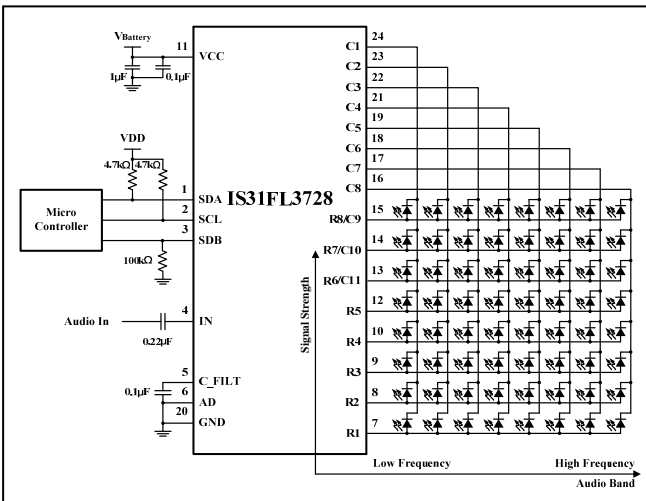 VBattery
11
VCC
1µF
0.1µF
VDD
4.7kΩ
4.7kΩ
Micro
Controller
1
SDA
2
SCL
3
SDB
100kΩ
IS31FL3728
Audio In
4
IN
0.22µF
5
C_FILT
0.1µF
6
AD
20
GND
24
C1
23
C2
22
C3
21
C4
19
C5
18
C6
17
C7
16
C8
15
R8/C9
14
R7/C10
13
R6/C11
12
R5
10
R4
9
R3
8
R2
7
R1
Signal Strength
Low Frequency
High Frequency
Audio Band